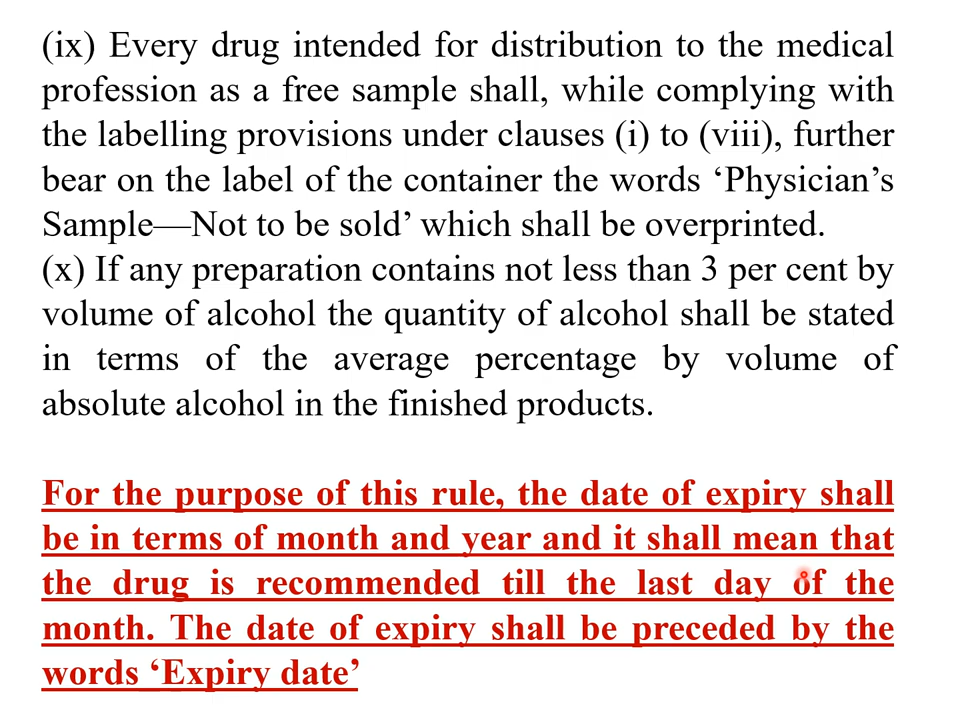 (ix) Every drug intended for distribution to the medical
profession as a free sample shall, while complying with
the labelling provisions under clauses (i) to (viii), further
bear on the label of the container the words ‘Physician’s
Sample—Not to be sold’ which shall be overprinted.
(x) If any preparation contains not less than 3 per cent by
volume of alcohol the quantity of alcohol shall be stated
in terms of the average percentage by volume of
absolute alcohol in the finished products.
For the purpose of this rule, the date of expiry shall
be in terms of month and year and it shall mean that
the drug is recommended till the last day of the
month. The date of expiry shall be preceded by the
words ‘Expiry date’